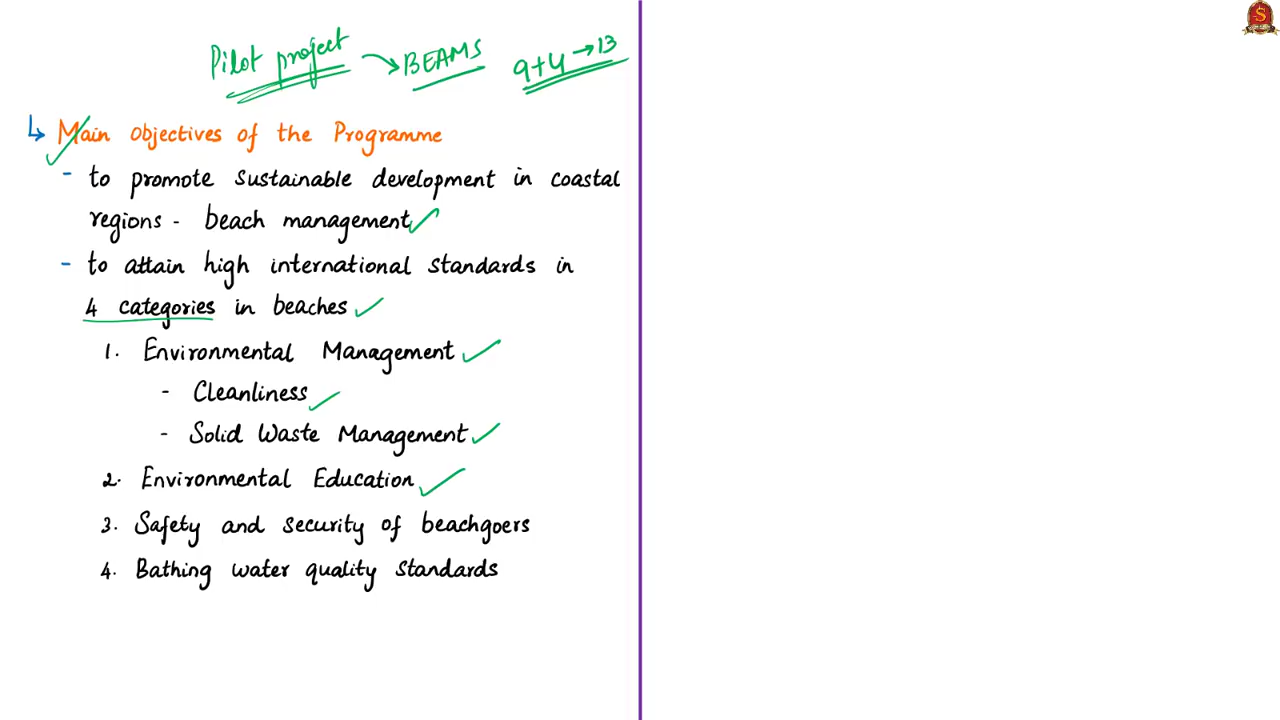 Pilot project → BEAMS 9+4 → 13
↳ Main Objectives of the Programme
- to promote sustainable development in coastal
regions - beach management ✓
- to attain high international standards in
4 categories in beaches ✓
1. Environmental Management ✓
- Cleanliness ✓
- Solid Waste Management ✓
2. Environmental Education ✓
3. Safety and security of beachgoers
4. Bathing water quality standards
S